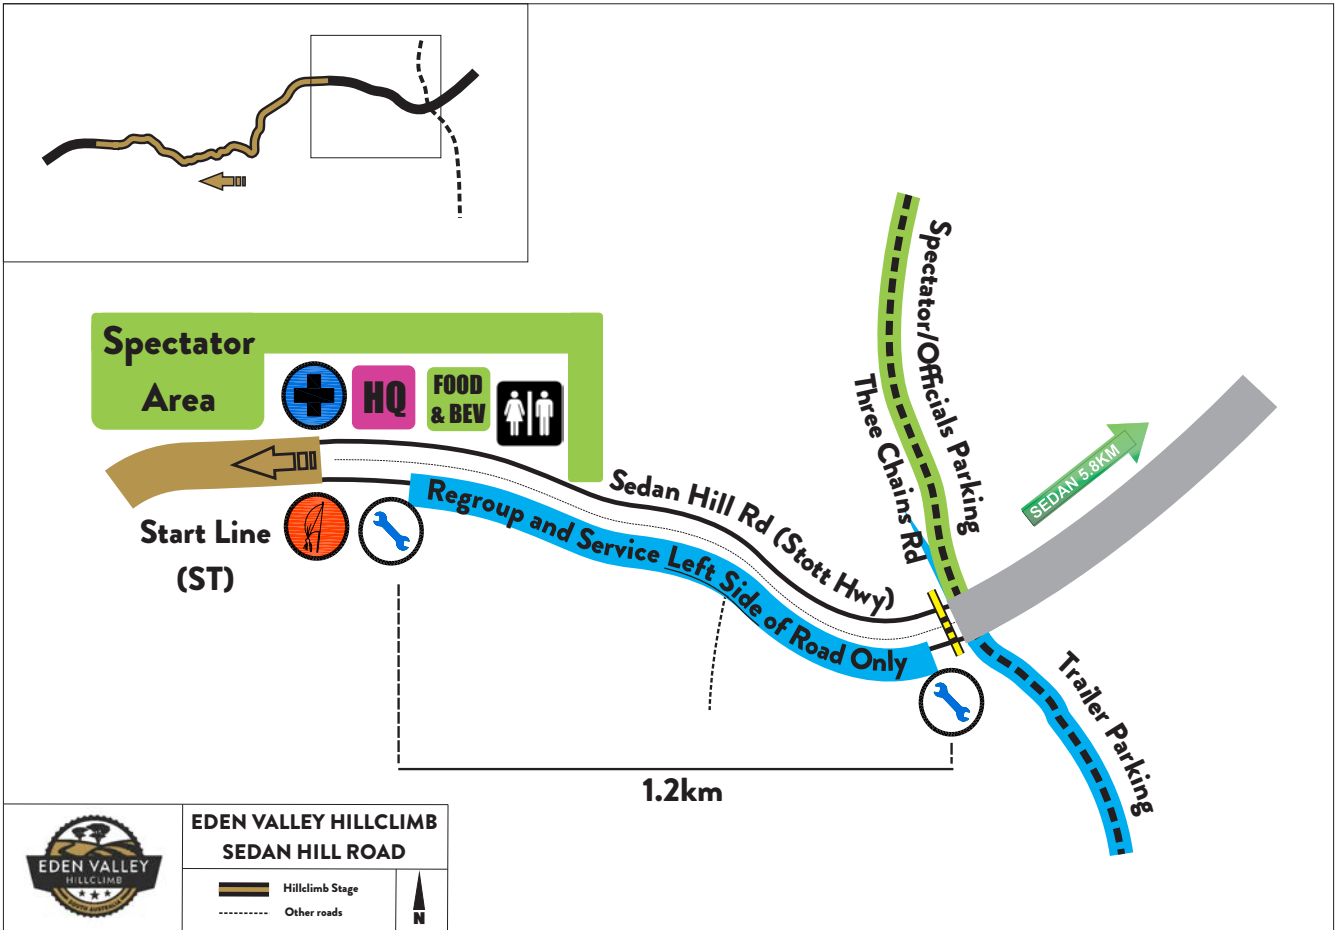 Spectator
Area
HQ
FOOD
& BEV
Spectator/Officials Parking
Three Chains Rd
SEDAN 5.8KM
Sedan Hill Rd (Stott Hwy)
Regroup and Service Left Side of Road Only
Start Line
(ST)
Trailer Parking
1.2km
EDEN VALLEY
HILLCLIMB
SOUTH AUSTRALIA
EDEN VALLEY HILLCLIMB
SEDAN HILL ROAD
Hillclimb Stage
Other roads
N